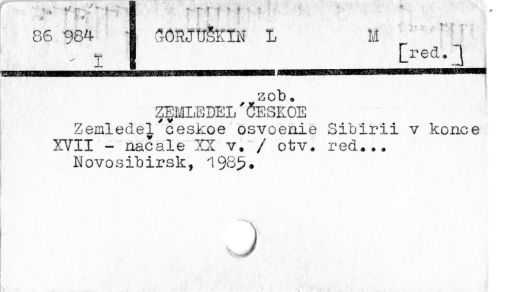 86 984 GORJUŠKIN L M
I [red.]
zob.
ZEMLEDEL´ČESKOE
Zemledel´českoe osvoenie Sibirii v konce
XVII - načale XX v. / otv. red...
Novosibirsk, 1985.